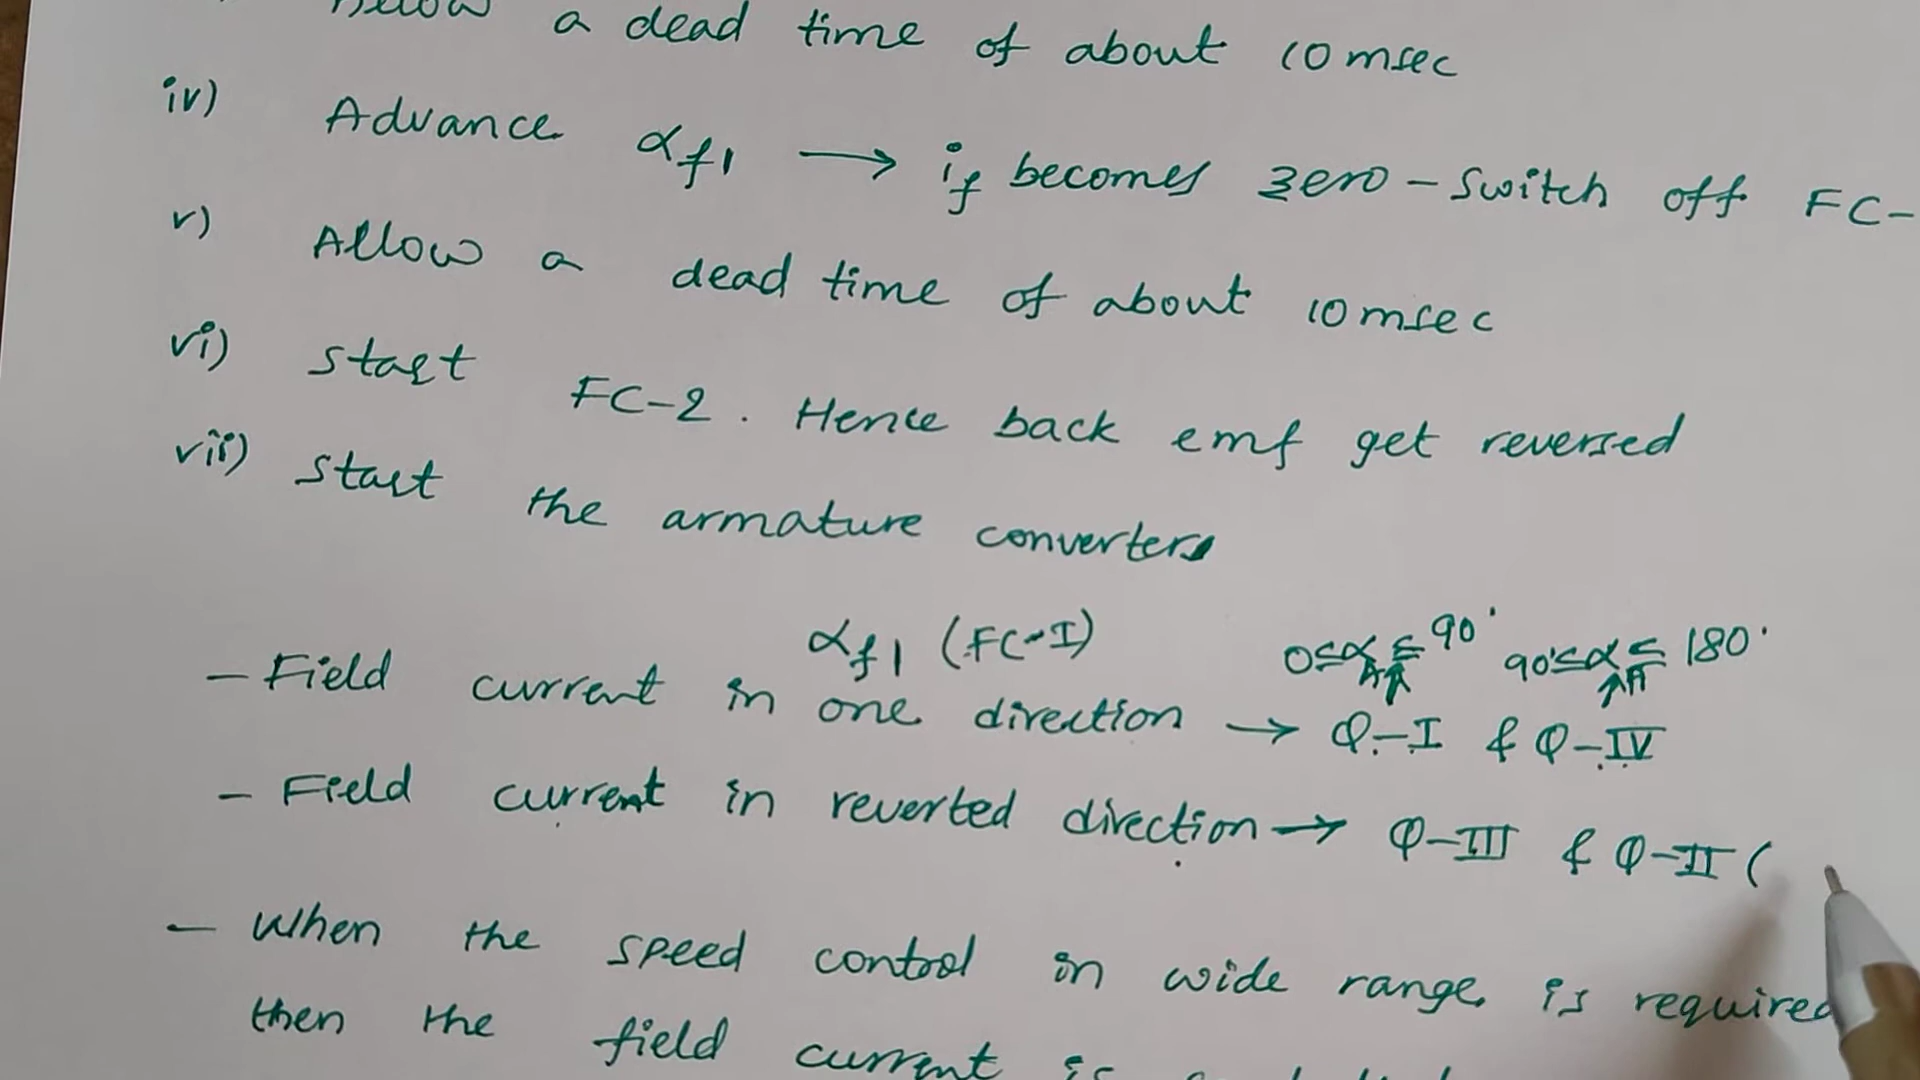 a dead time of about 10 msec
iv) Advance αf1 → if becomes zero - switch off FC-
v) Allow a dead time of about 10 msec
vi) start FC-2. Hence back emf get reversed
vii) start the armature converters
αf1 (FC-I) 0≤αA≤90° 90°≤αA≤180°
- Field current in one direction → Q-I & Q-IV
- Field current in reverted direction → Q-III & Q-II (
- When the speed control in wide range is required
then the field current is